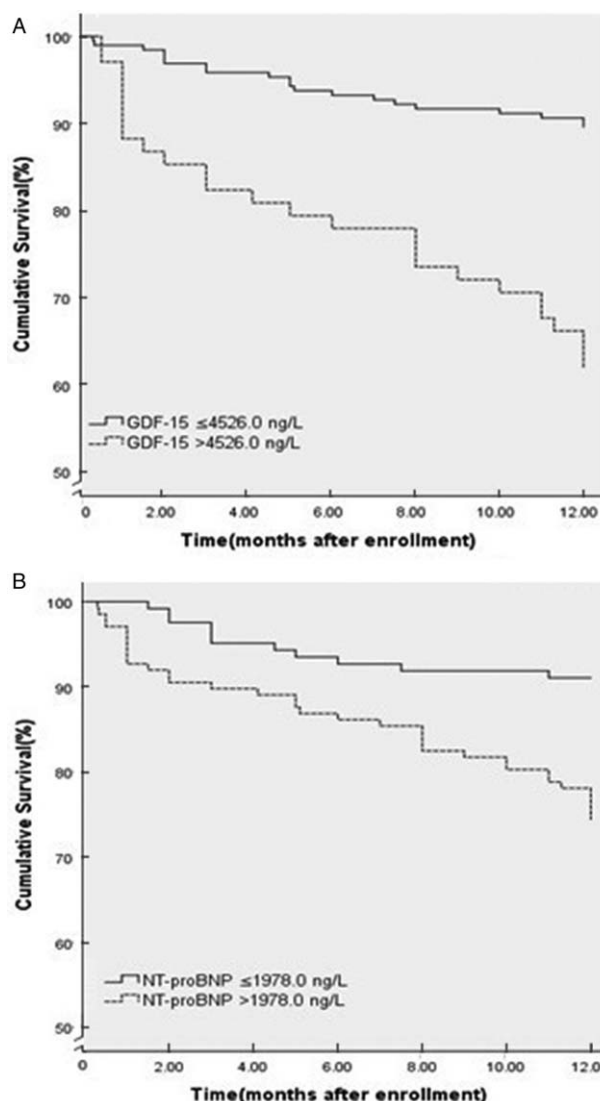 A
100
90
80
70
60
50
Cumulative Survival(%)
GDF-15 ≤4526.0 ng/L
GDF-15 >4526.0 ng/L
0 2.00 4.00 6.00 8.00 10.00 12.00
Time(months after enrollment)
B
100
90
80
70
60
50
Cumulative Survival(%)
NT-proBNP ≤1978.0 ng/L
NT-proBNP >1978.0 ng/L
0 2.00 4.00 6.00 8.00 10.00 12.0
Time(months after enrollment)